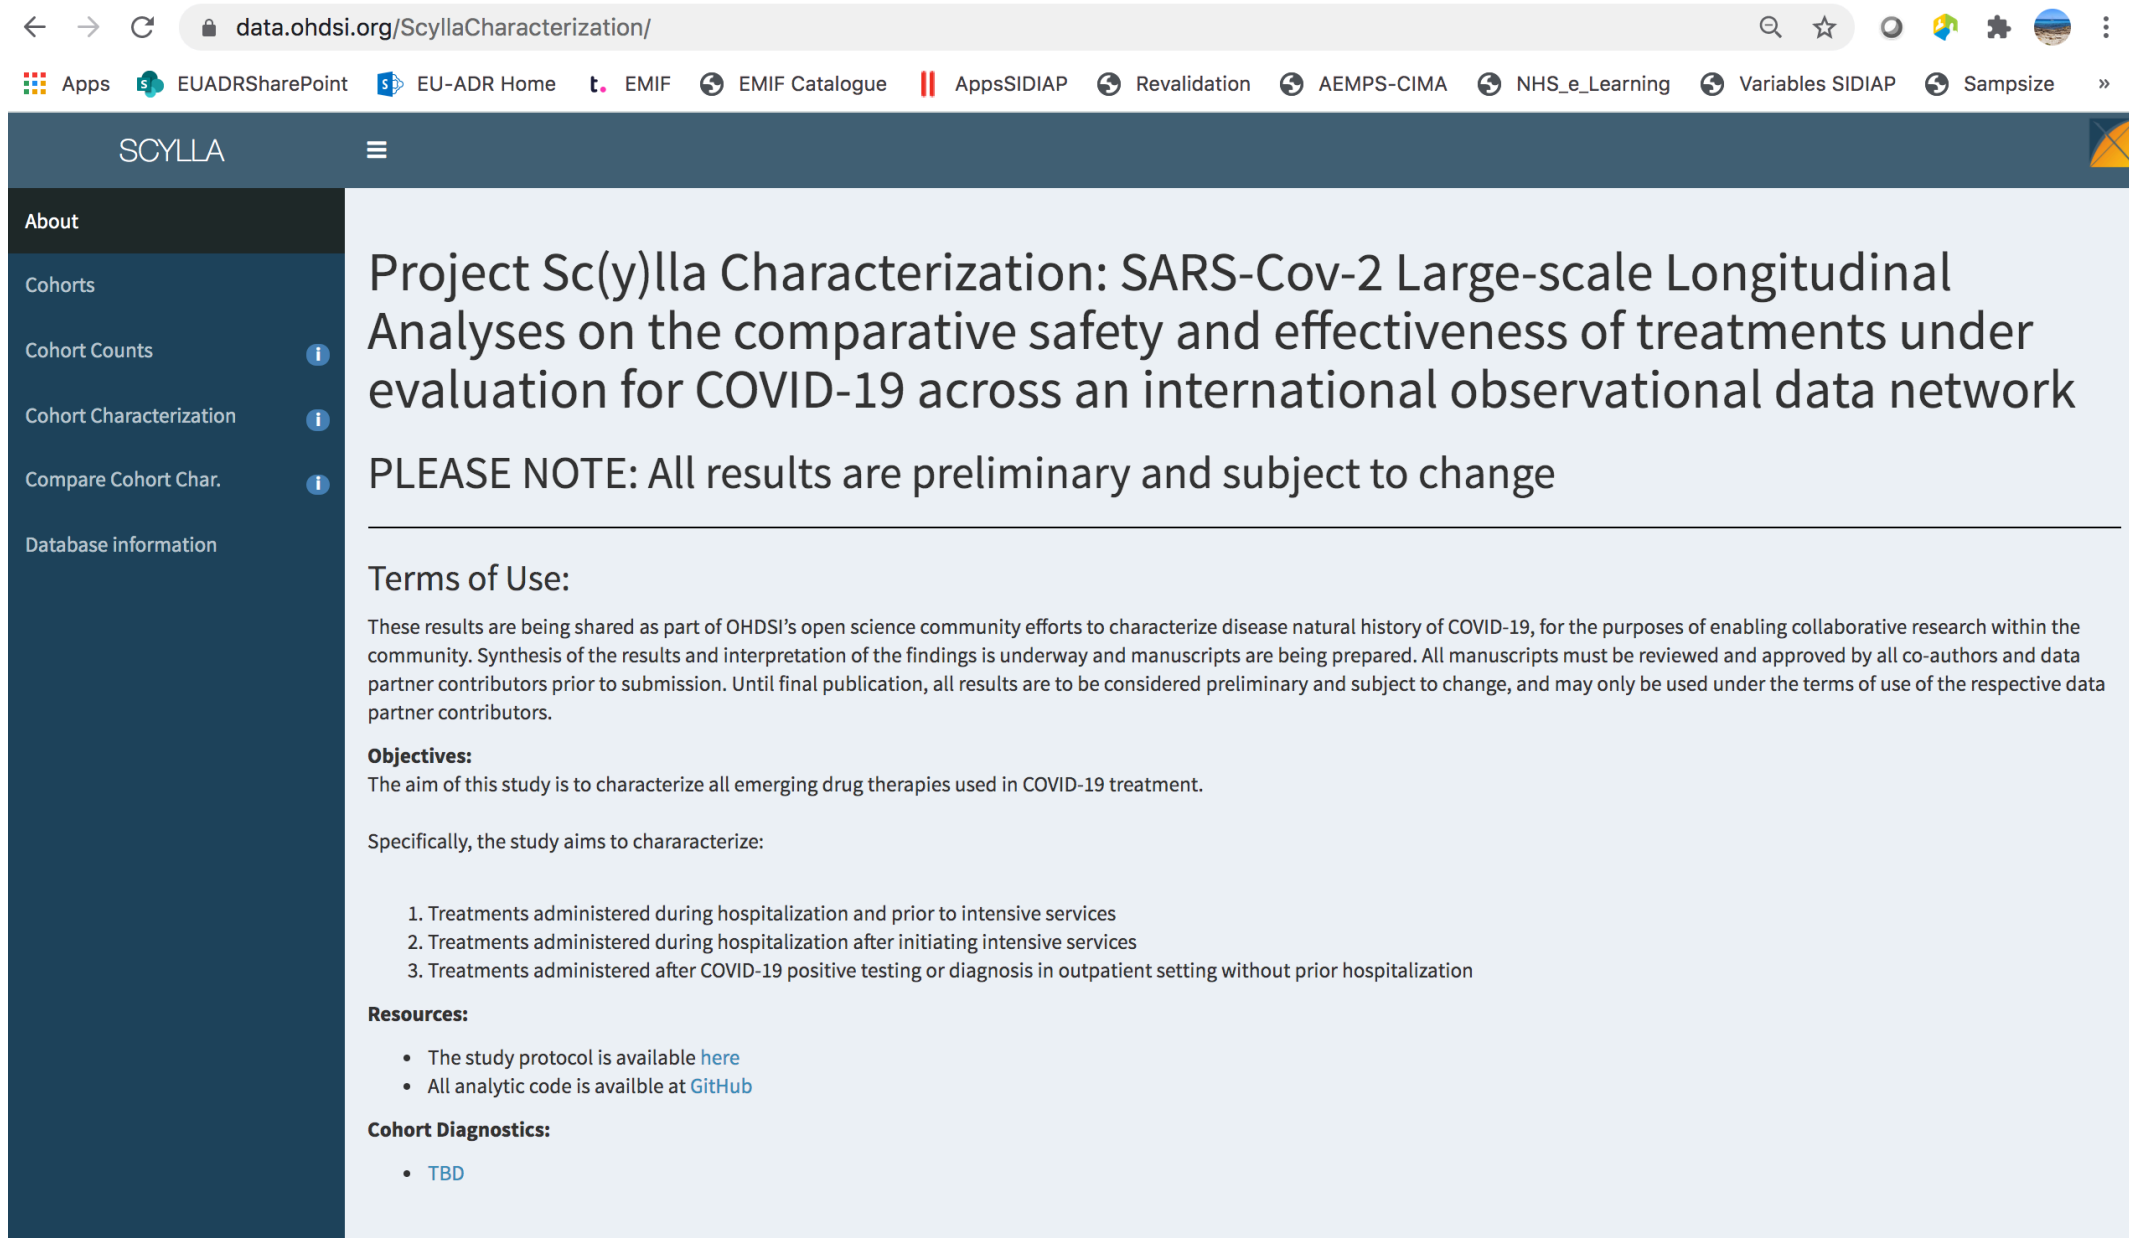 data.ohdsi.org/ScyllaCharacterization/
Apps EUADRSharePoint EU-ADR Home t. EMIF EMIF Catalogue AppsSIDIAP Revalidation AEMPS-CIMA NHS_e_Learning Variables SIDIAP Sampsize »
SCYLLA
About
Cohorts
Cohort Counts
Cohort Characterization
Compare Cohort Char.
Database information
Project Sc(y)lla Characterization: SARS-Cov-2 Large-scale Longitudinal
Analyses on the comparative safety and effectiveness of treatments under
evaluation for COVID-19 across an international observational data network
PLEASE NOTE: All results are preliminary and subject to change
Terms of Use:
These results are being shared as part of OHDSI’s open science community efforts to characterize disease natural history of COVID-19, for the purposes of enabling collaborative research within the
community. Synthesis of the results and interpretation of the findings is underway and manuscripts are being prepared. All manuscripts must be reviewed and approved by all co-authors and data
partner contributors prior to submission. Until final publication, all results are to be considered preliminary and subject to change, and may only be used under the terms of use of the respective data
partner contributors.
Objectives:
The aim of this study is to characterize all emerging drug therapies used in COVID-19 treatment.
Specifically, the study aims to chararacterize:
1. Treatments administered during hospitalization and prior to intensive services
2. Treatments administered during hospitalization after initiating intensive services
3. Treatments administered after COVID-19 positive testing or diagnosis in outpatient setting without prior hospitalization
Resources:
• The study protocol is available here
• All analytic code is availble at GitHub
Cohort Diagnostics:
• TBD